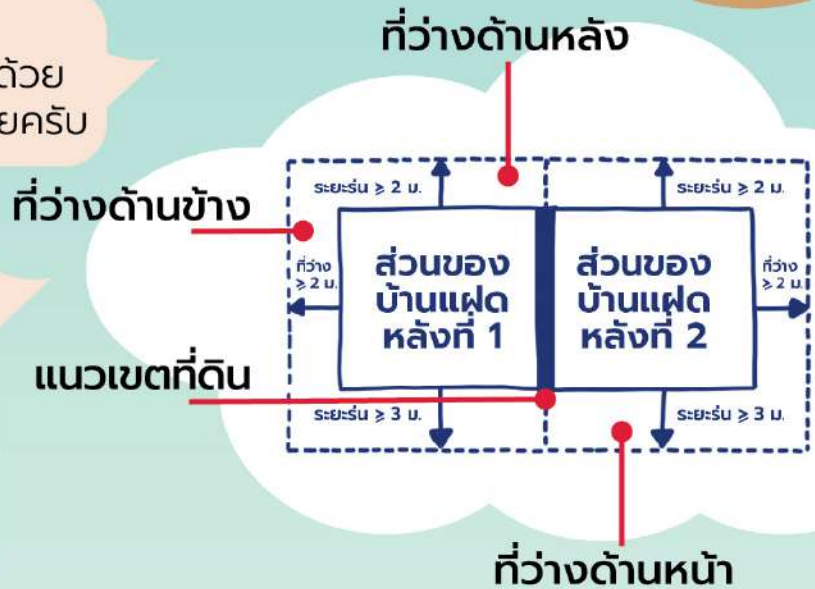 ด้วย
ยครับ
ที่ว่างด้านหลัง
ที่ว่างด้านข้าง
ระยะร่น ≥ 2 ม.
ระยะร่น ≥ 2 ม.
ที่ว่าง
≥ 2 ม.
ส่วนของ
บ้านแฝด
หลังที่ 1
ส่วนของ
บ้านแฝด
หลังที่ 2
ที่ว่าง
≥ 2 ม.
แนวเขตที่ดิน
ระยะร่น ≥ 3 ม.
ระยะร่น ≥ 3 ม.
ที่ว่างด้านหน้า